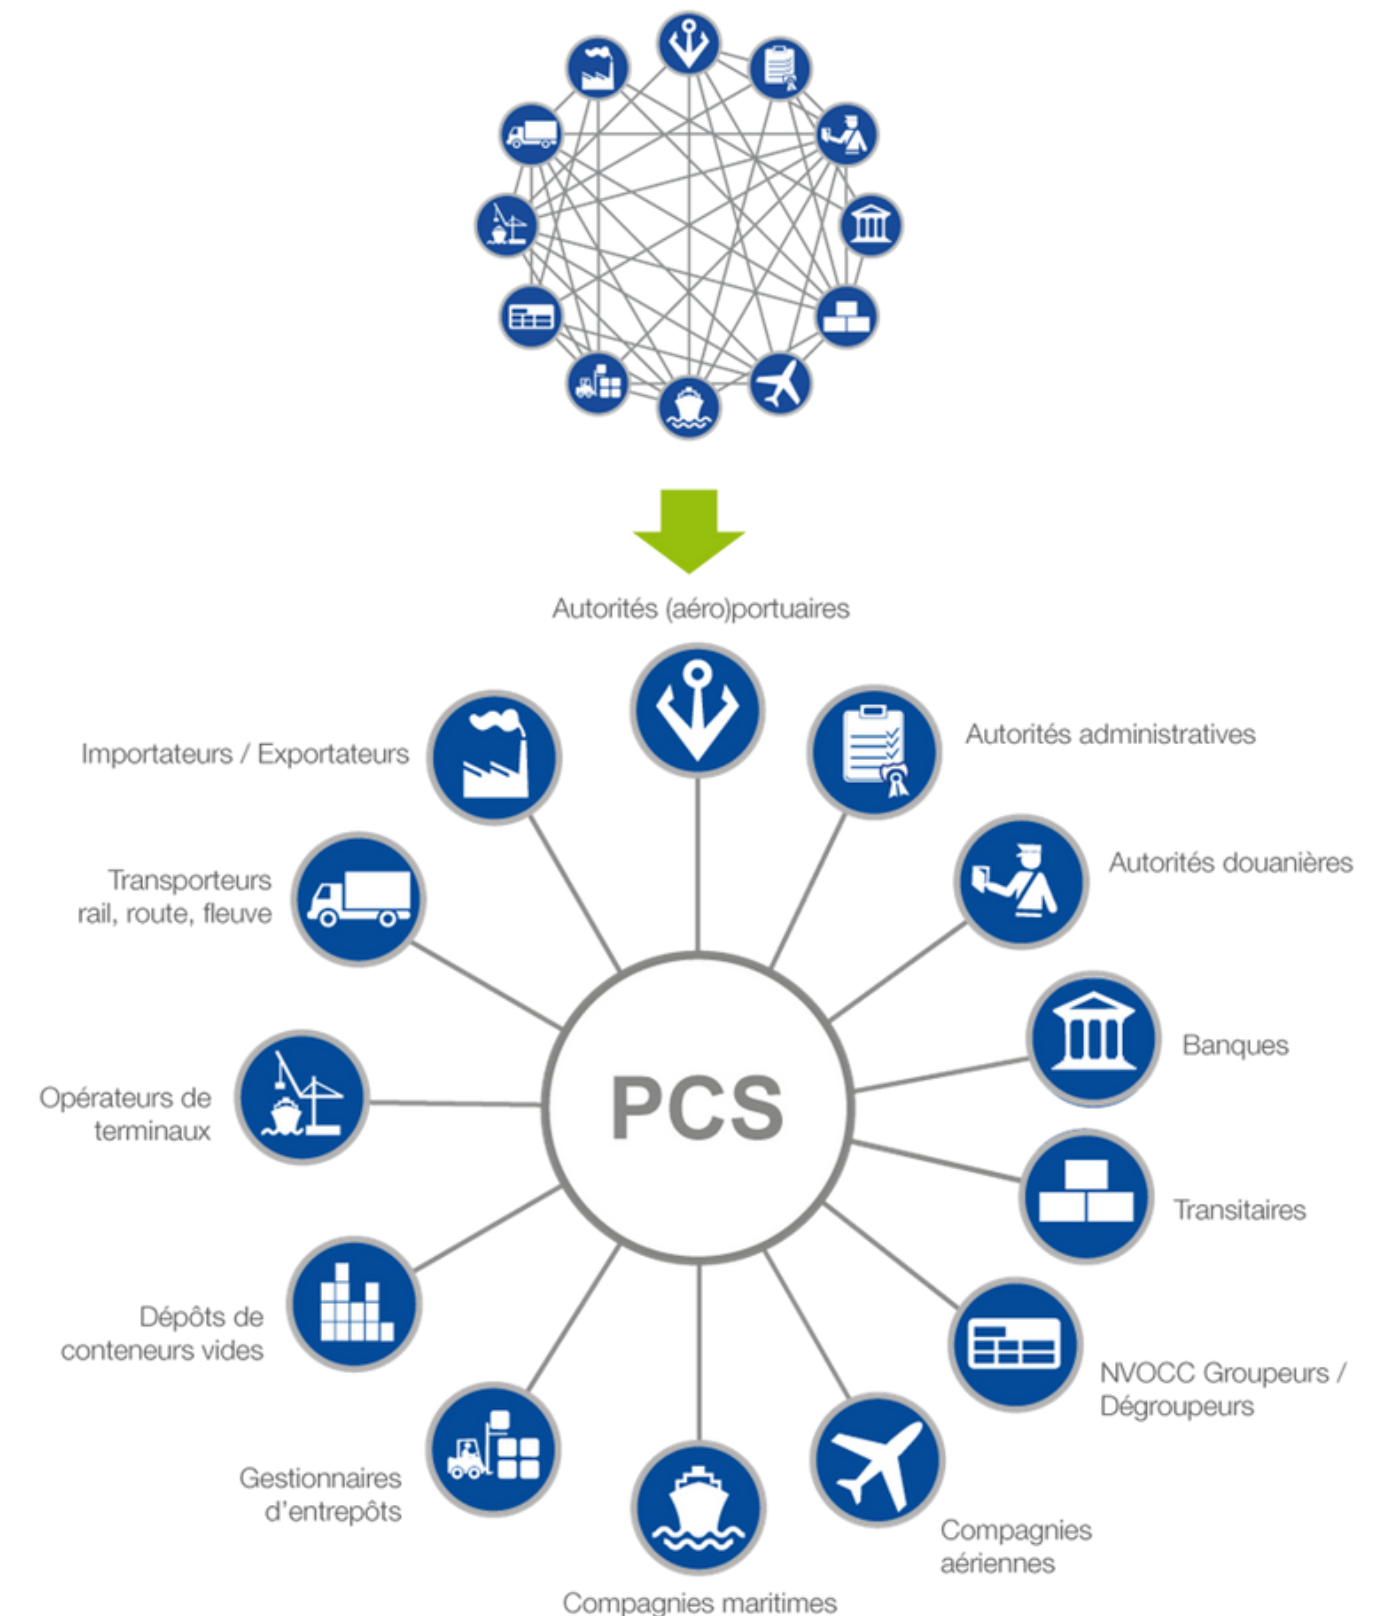 Autorités (aéro)portuaires
Autorités administratives
Importateurs / Exportateurs
Autorités douanières
Transporteurs
rail, route, fleuve
Banques
PCS
Opérateurs de
terminaux
Transitaires
Dépôts de
conteneurs vides
NVOCC Groupeurs /
Dégroupeurs
Gestionnaires
d'entrepôts
Compagnies
aériennes
Compagnies maritimes